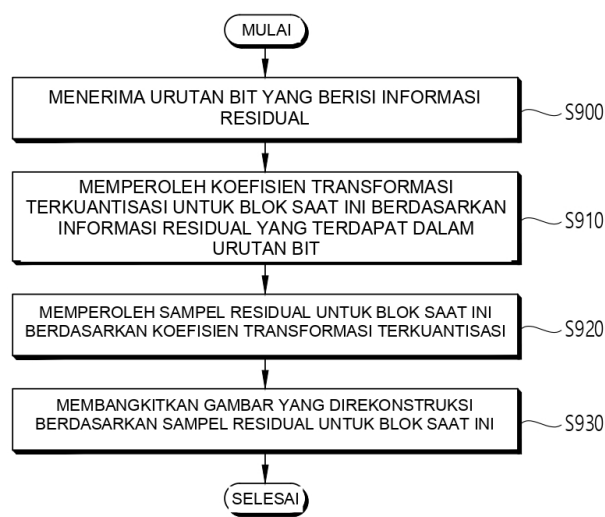 MULAI
MENERIMA URUTAN BIT YANG BERISI INFORMASI
RESIDUAL
S900
MEMPEROLEH KOEFISIEN TRANSFORMASI
TERKUANTISASI UNTUK BLOK SAAT INI BERDASARKAN
INFORMASI RESIDUAL YANG TERDAPAT DALAM
URUTAN BIT
S910
MEMPEROLEH SAMPEL RESIDUAL UNTUK BLOK SAAT INI
BERDASARKAN KOEFISIEN TRANSFORMASI TERKUANTISASI
S920
MEMBANGKITKAN GAMBAR YANG DIREKONSTRUKSI
BERDASARKAN SAMPEL RESIDUAL UNTUK BLOK SAAT INI
S930
SELESAI